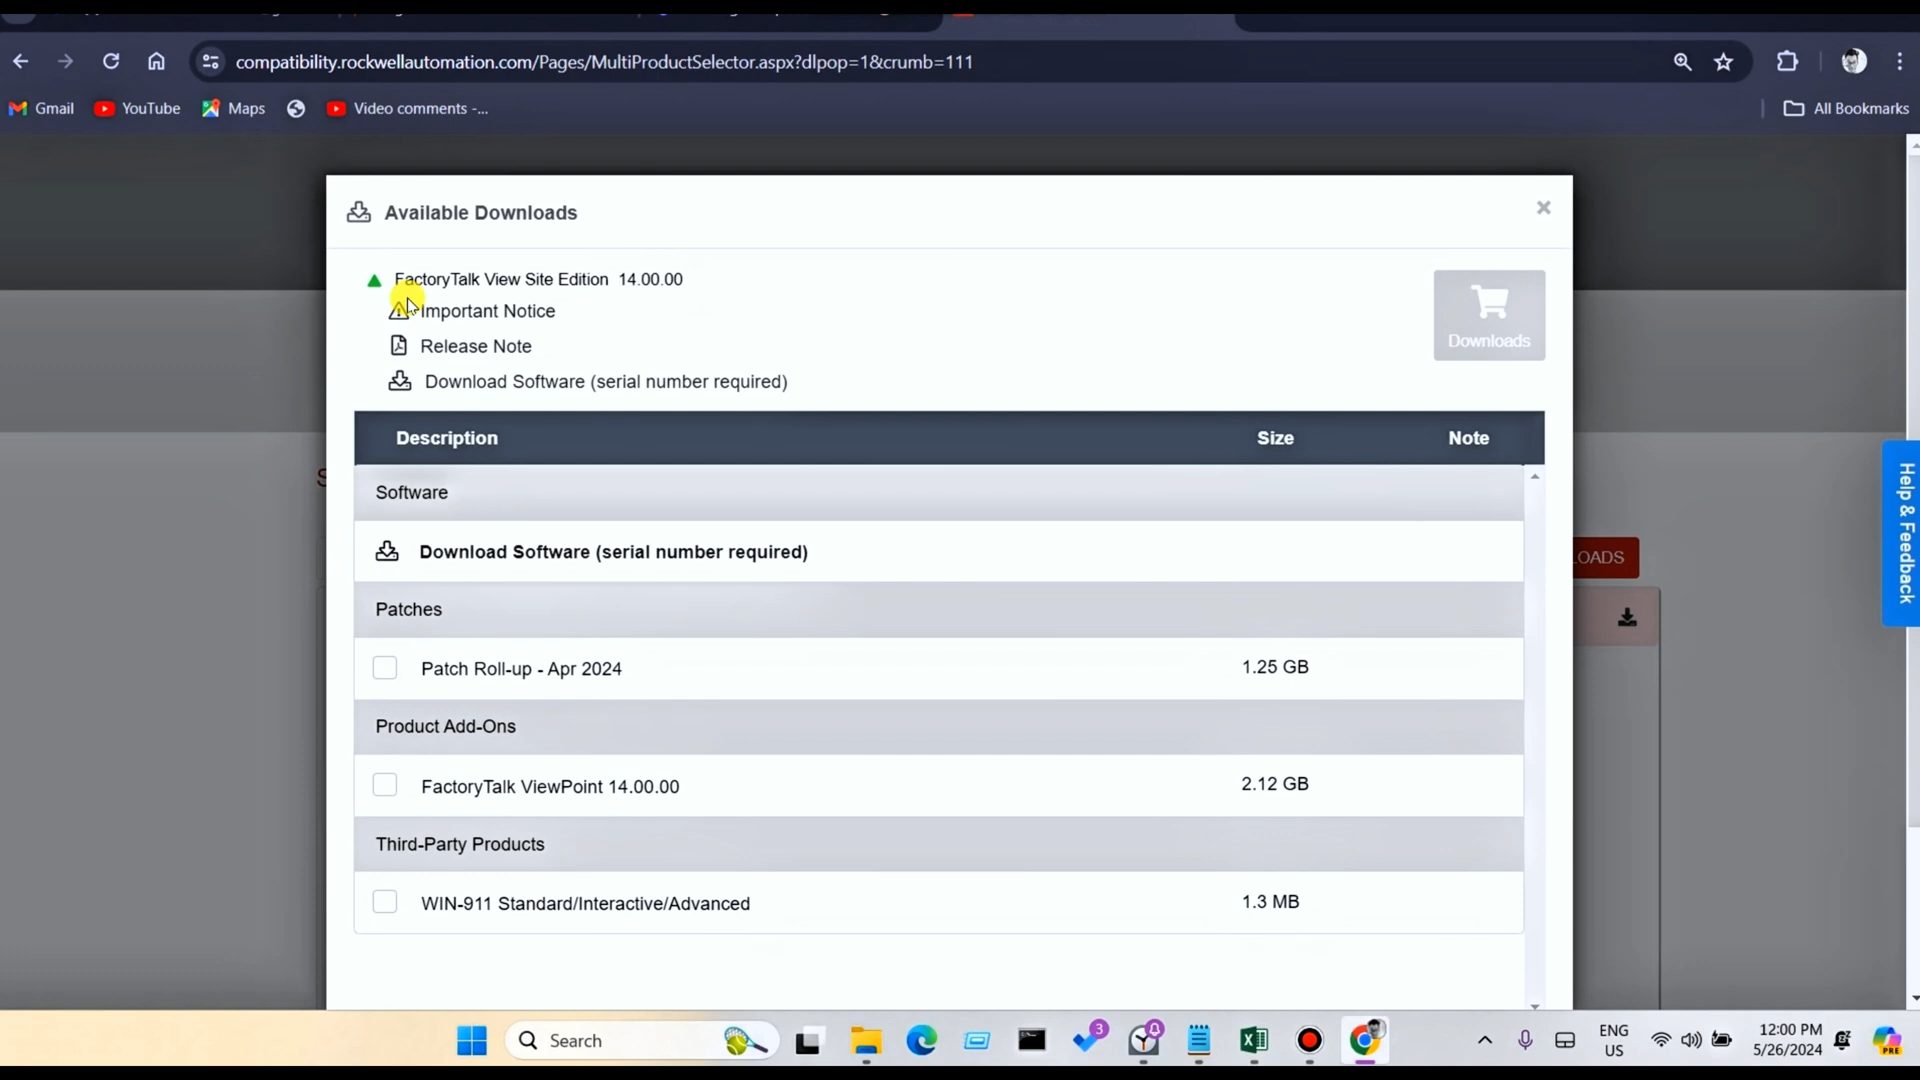 compatibility.rockwellautomation.com/Pages/MultiProductSelector.aspx?dlpop=1&crumb=111
Gmail YouTube Maps Video comments -... All Bookmarks
Available Downloads ×
FactoryTalk View Site Edition 14.00.00
Important Notice
Release Note
Downloads
Download Software (serial number required)
Description Size Note
Software
Download Software (serial number required)
LOADS
Help & Feedback
Patches
Patch Roll-up - Apr 2024 1.25 GB
Product Add-Ons
FactoryTalk ViewPoint 14.00.00 2.12 GB
Third-Party Products
WIN-911 Standard/Interactive/Advanced 1.3 MB
Search
3
PRE
ENG
US
12:00 PM
5/26/2024